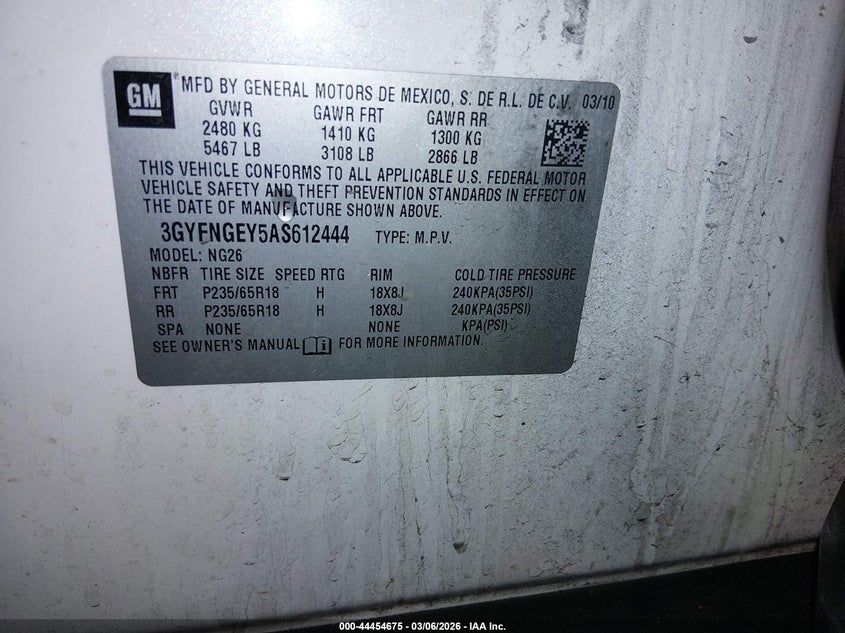 GM
MFD BY GENERAL MOTORS DE MEXICO, S. DE R.L. DE C.V. 03/10
GVWR GAWR FRT GAWR RR
2480 KG 1410 KG 1300 KG
5467 LB 3108 LB 2866 LB
THIS VEHICLE CONFORMS TO ALL APPLICABLE U.S. FEDERAL MOTOR
VEHICLE SAFETY AND THEFT PREVENTION STANDARDS IN EFFECT ON
THE DATE OF MANUFACTURE SHOWN ABOVE.
3GYFNGEY5AS612444 TYPE: M.P.V.
MODEL: NG26
NBFR TIRE SIZE SPEED RTG RIM COLD TIRE PRESSURE
FRT P235/65R18 H 18X8J 240KPA(35PSI)
RR P235/65R18 H 18X8J 240KPA(35PSI)
SPA NONE NONE KPA(PSI)
SEE OWNER'S MANUAL FOR MORE INFORMATION.
000-44454675 - 03/06/2026 - IAA Inc.